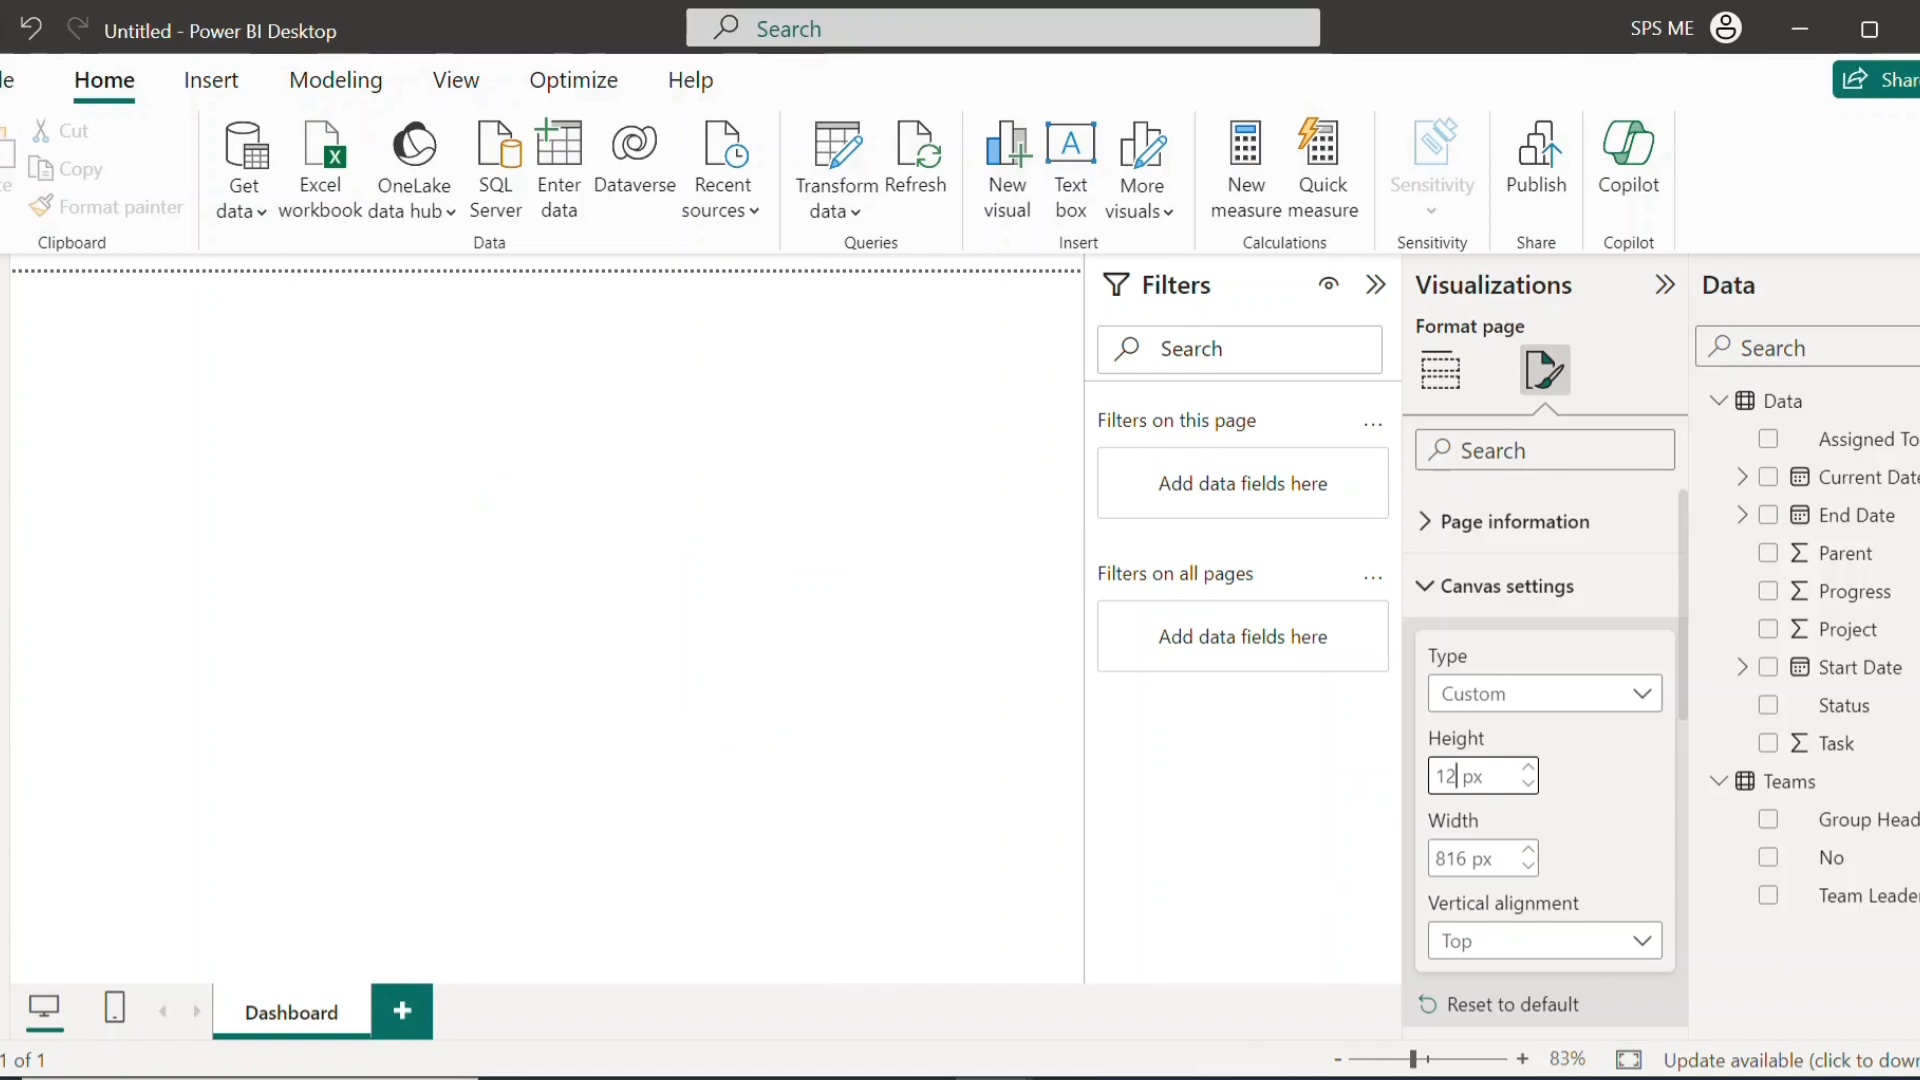 Untitled - Power BI Desktop
Search
SPS ME
le
Home
Insert
Modeling
View
Optimize
Help
Shar
Cut
Copy
te
Format painter
Clipboard
Get data
Excel workbook
OneLake data hub
SQL Server
Enter data
Dataverse
Recent sources
Data
Transform data
Refresh
Queries
New visual
A
Text box
More visuals
Insert
New measure
Quick measure
Calculations
Sensitivity
Sensitivity
Publish
Share
Copilot
Copilot
Filters
Search
Filters on this page
...
Add data fields here
Filters on all pages
...
Add data fields here
Visualizations
Format page
Search
Page information
Canvas settings
Type
Custom
Height
12 px
Width
816 px
Vertical alignment
Top
Reset to default
Data
Search
Data
Assigned To
Current Date
End Date
Parent
Progress
Project
Start Date
Status
Task
Teams
Group Head
No
Team Leader
Dashboard
+
1 of 1
- + 83%
Update available (click to down